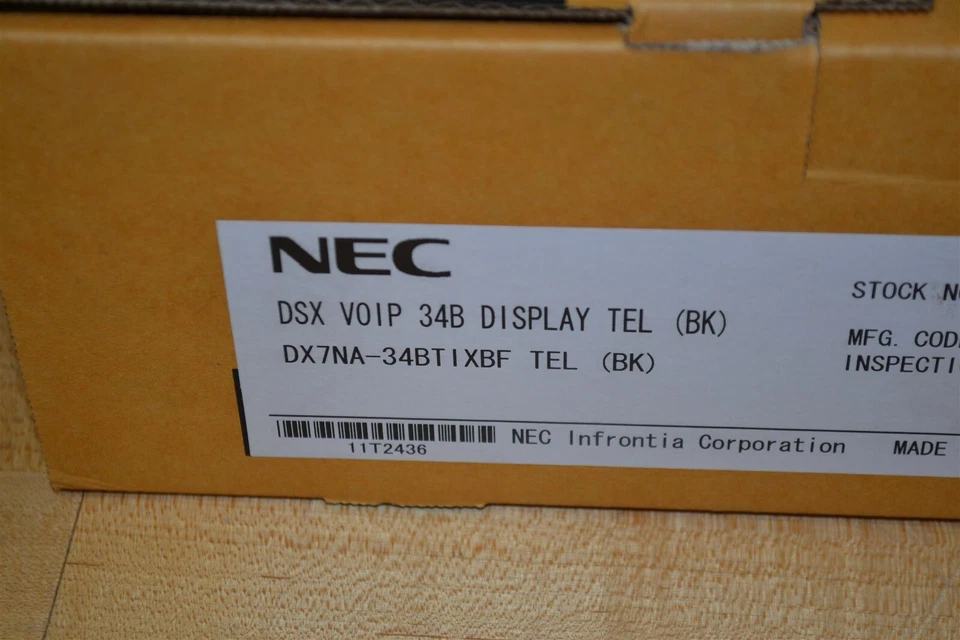 NEC
DSX VOIP 34B DISPLAY TEL (BK)
DX7NA-34BTIXBF TEL (BK)
STOCK
MFG.
11T2436
NEC Infrontia Corporation
MADE